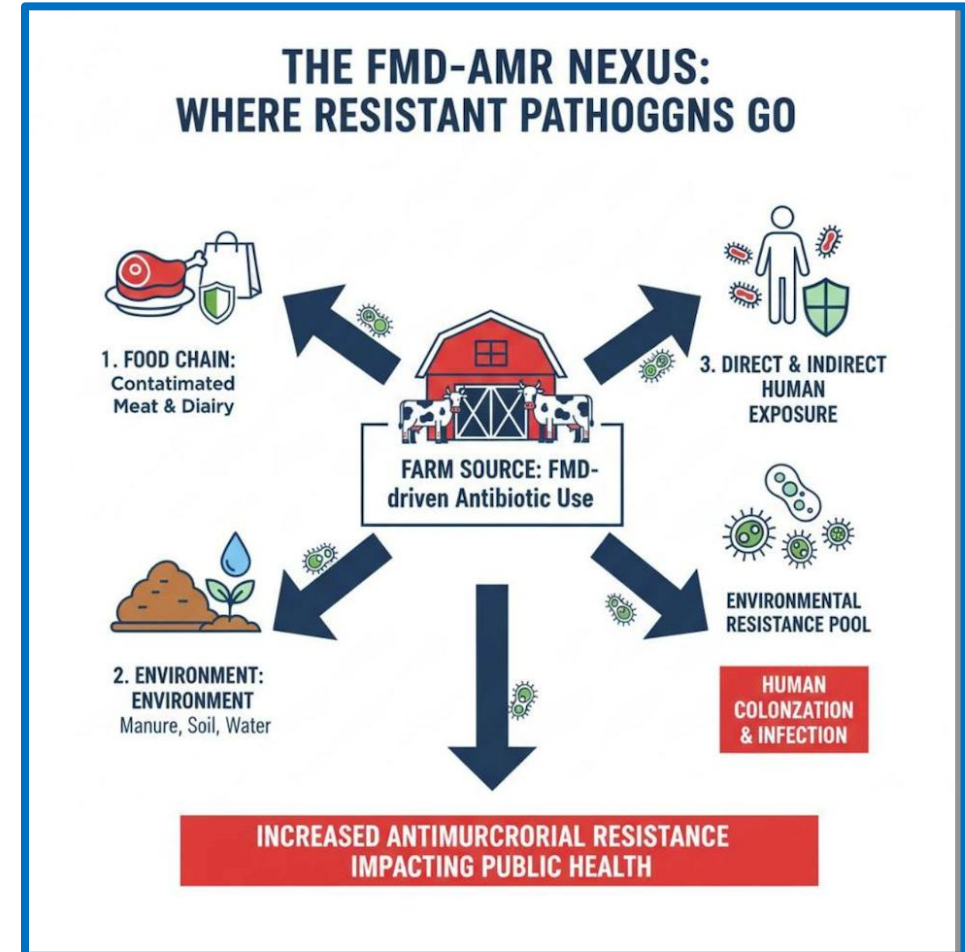 THE FMD-AMR NEXUS:
WHERE RESISTANT PATHOGGNS GO
1. FOOD CHAIN:
Contatimated
Meat & Diairy
3. DIRECT & INDIRECT
HUMAN
EXPOSURE
FARM SOURCE: FMD-
driven Antibiotic Use
2. ENVIRONMENT:
ENVIRONMENT
Manure, Soil, Water
ENVIRONMENTAL
RESISTANCE POOL
HUMAN
COLONZATION
& INFECTION
INCREASED ANTIMURCRORIAL RESISTANCE
IMPACTING PUBLIC HEALTH